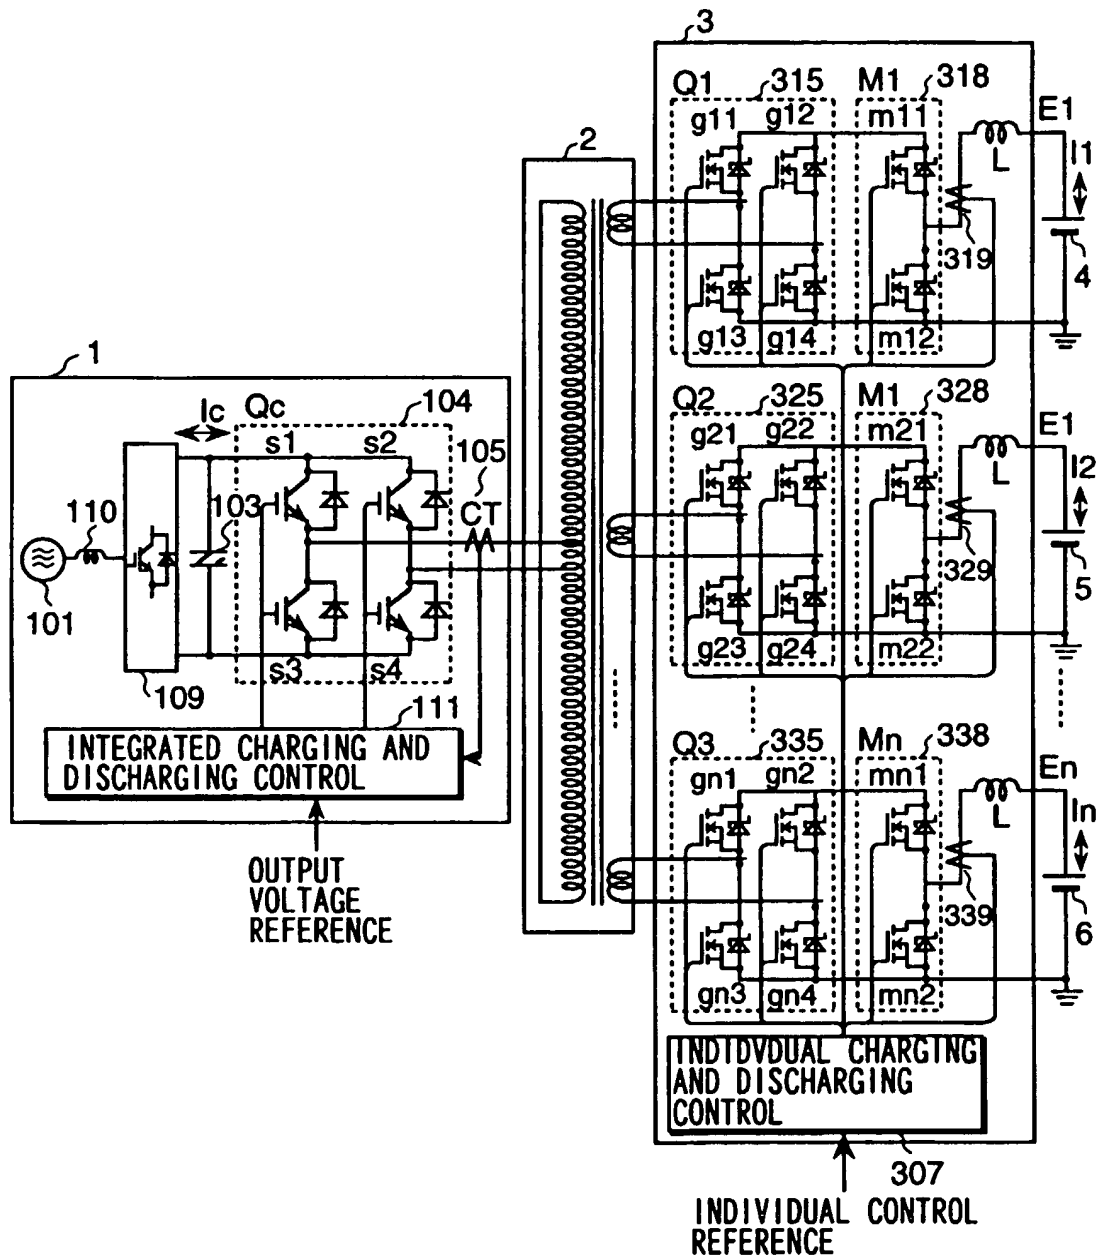 3
Q1
315
M1
318
g11
g12
m11
E1
I1
L
319
4
g13
g14
m12
2
1
Ic
Qc
104
s1
s2
105
CT
103
110
101
109
s3
s4
111
INTEGRATED CHARGING AND
DISCHARGING CONTROL
OUTPUT
VOLTAGE
REFERENCE
Q2
325
M1
328
g21
g22
m21
E1
I2
L
329
5
g23
g24
m22
Q3
335
Mn
338
gn1
gn2
mn1
En
In
L
339
6
gn3
gn4
mn2
INDIDVDUAL CHARGING
AND DISCHARGING
CONTROL
307
INDIVIDUAL CONTROL
REFERENCE